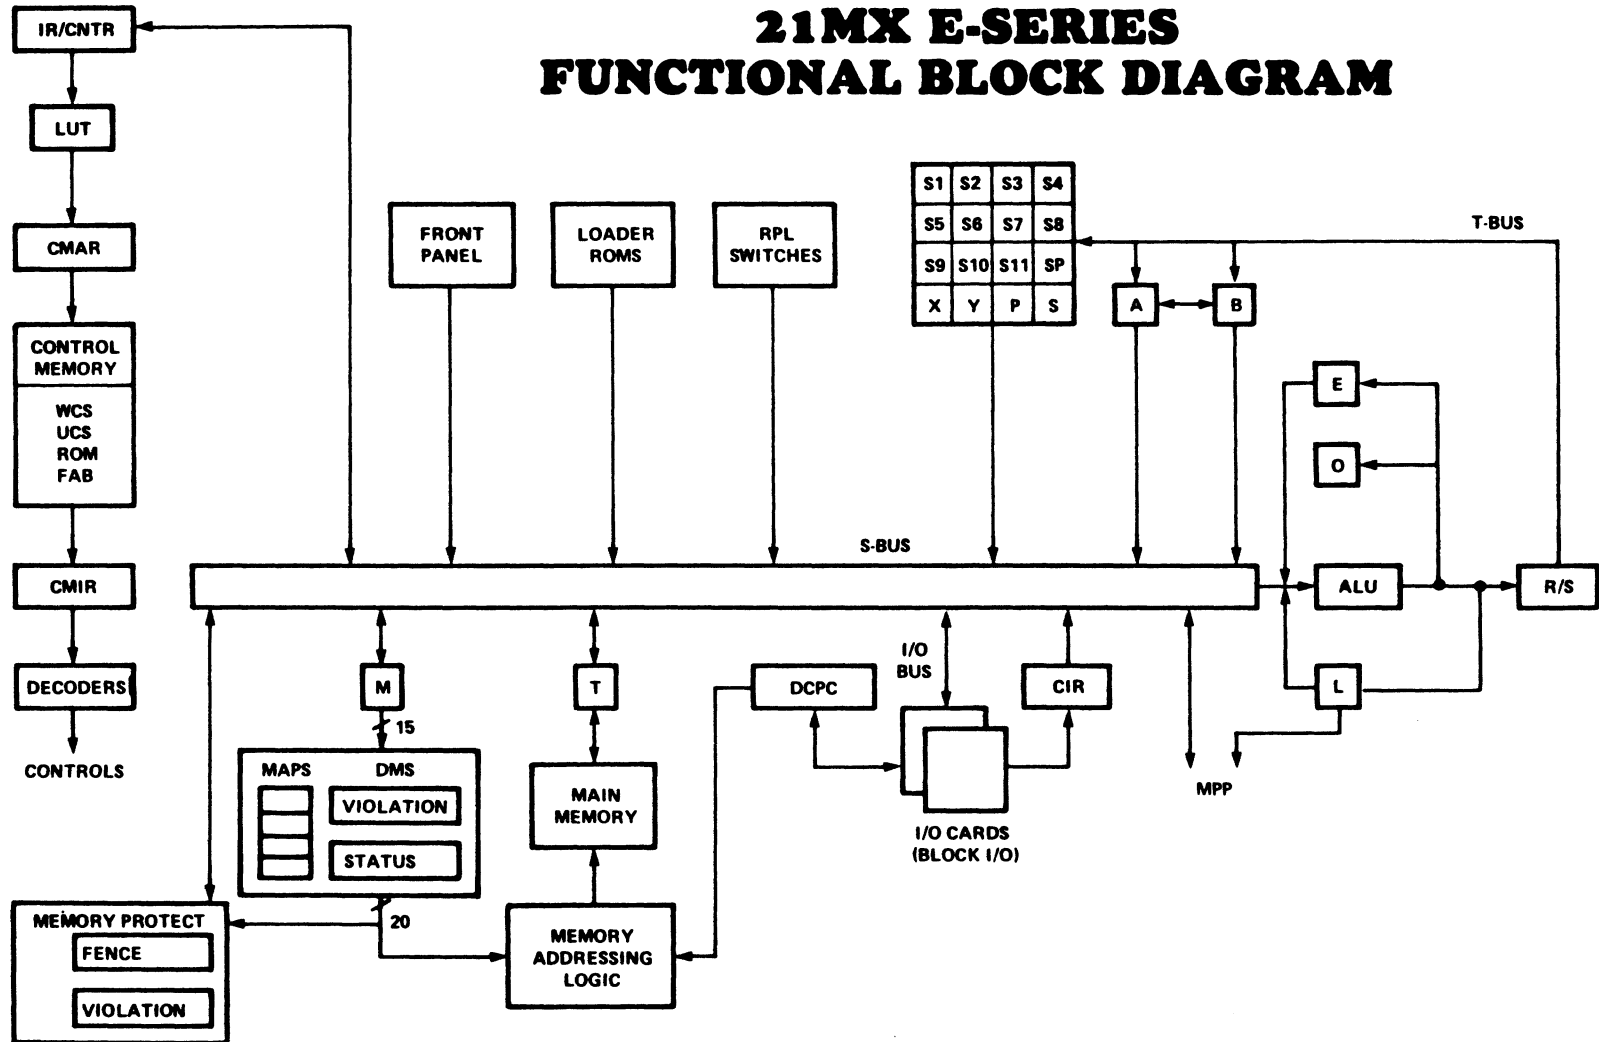 21MX E-SERIES
FUNCTIONAL BLOCK DIAGRAM
IR/CNTR
LUT
CMAR
CONTROL
MEMORY
WCS
UCS
ROM
FAB
CMIR
DECODERS
CONTROLS
FRONT
PANEL
LOADER
ROMS
RPL
SWITCHES
S1 S2 S3 S4
S5 S6 S7 S8
S9 S10 S11 SP
X Y P S
T-BUS
A
B
E
O
S-BUS
ALU
R/S
M
15
T
DCPC
I/O
BUS
CIR
L
MPP
MAPS
DMS
VIOLATION
STATUS
20
MAIN
MEMORY
I/O CARDS
(BLOCK I/O)
MEMORY PROTECT
FENCE
VIOLATION
MEMORY
ADDRESSING
LOGIC